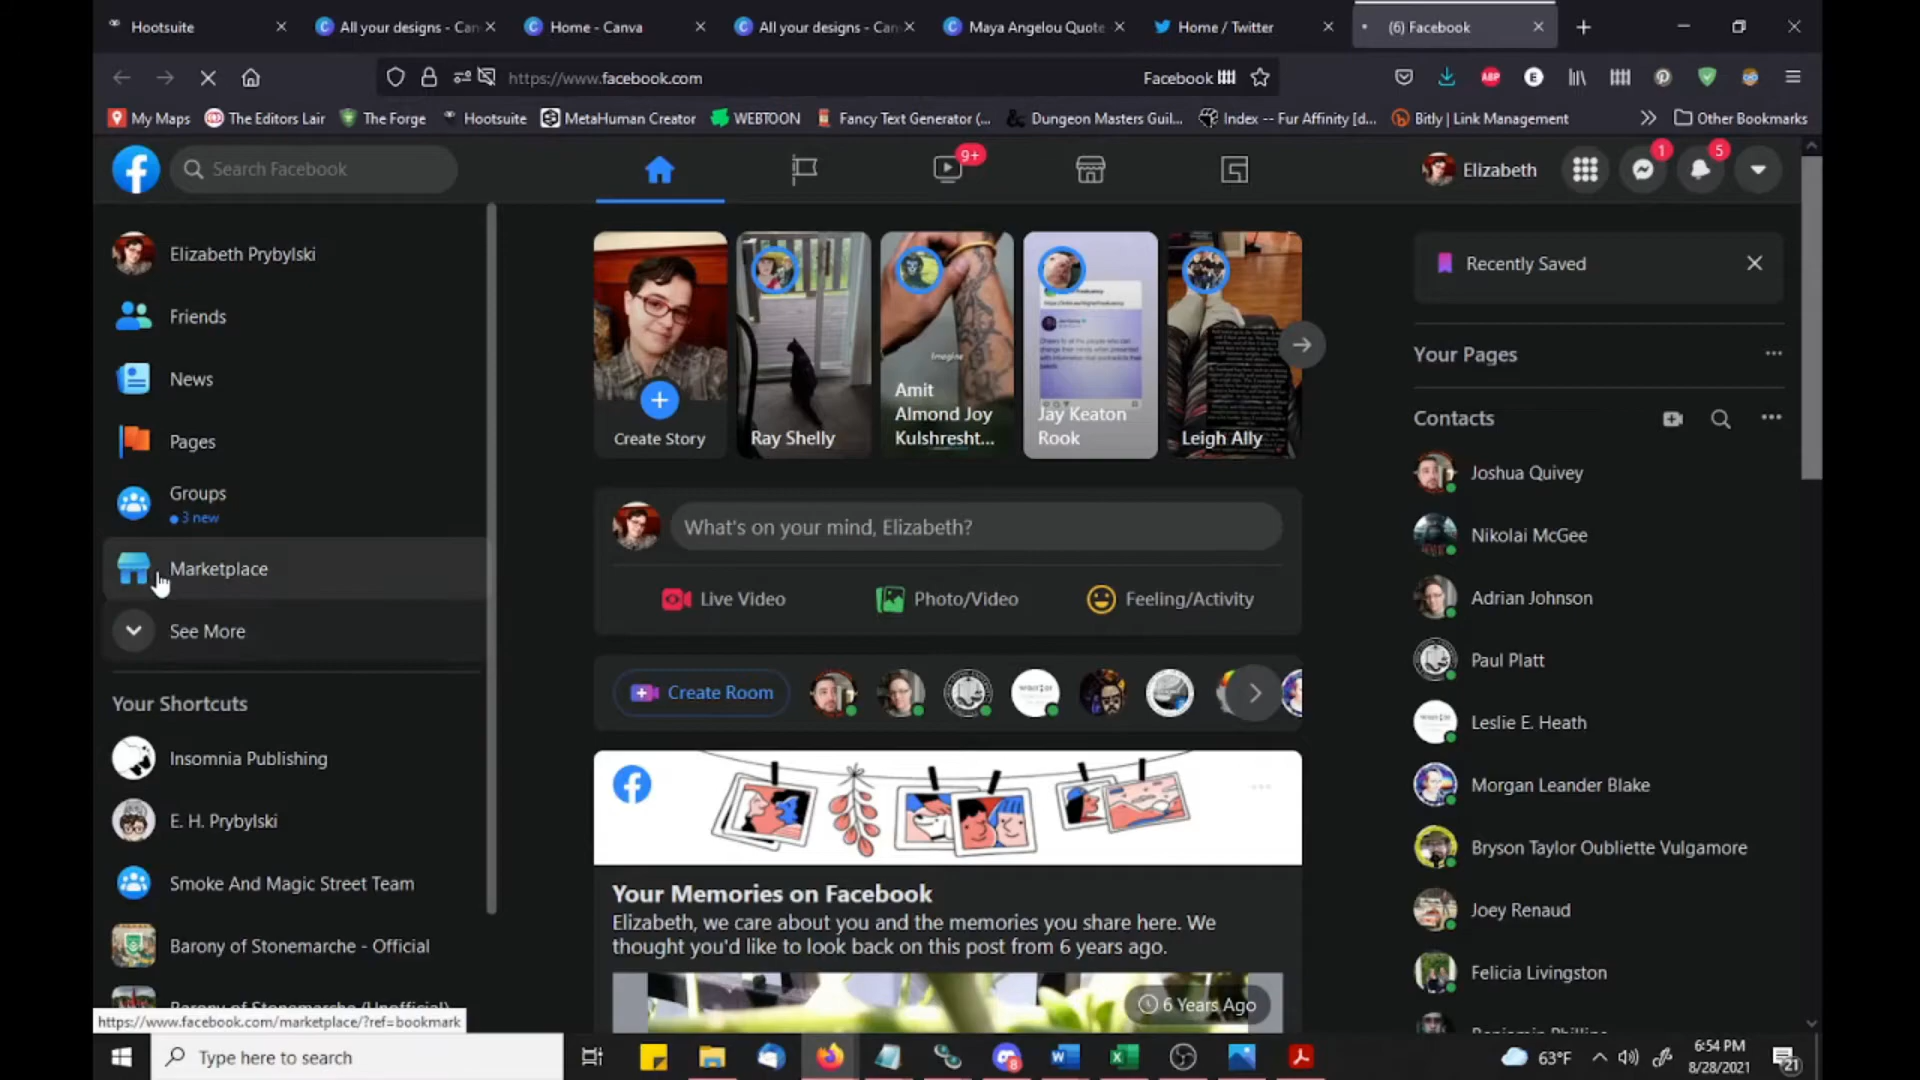 Hootsuite
All your designs - Can
Home - Canva
All your designs - Can
Maya Angelou Quote
Home / Twitter
(6) Facebook
https://www.facebook.com
Facebook
ABP
E
My Maps
The Editors Lair
The Forge
Hootsuite
MetaHuman Creator
WEBTOON
Fancy Text Generator (...
Dungeon Masters Guil...
Index -- Fur Affinity [d...
Bitly | Link Management
Other Bookmarks
Search Facebook
9+
Elizabeth
1
5
Elizabeth Prybylski
Friends
News
Pages
Groups
3 new
Marketplace
See More
Your Shortcuts
Insomnia Publishing
E. H. Prybylski
Smoke And Magic Street Team
Barony of Stonemarche - Official
Barony of Stonemarche (Unofficial)
https://www.facebook.com/marketplace/?ref=bookmark
Create Story
Ray Shelly
Imagine
Amit
Almond Joy
Kulshresht...
Jay Keaton
Rook
Leigh Ally
What's on your mind, Elizabeth?
Live Video
Photo/Video
Feeling/Activity
Create Room
Your Memories on Facebook
Elizabeth, we care about you and the memories you share here. We
thought you'd like to look back on this post from 6 years ago.
6 Years Ago
Recently Saved
Your Pages
Contacts
Joshua Quivey
Nikolai McGee
Adrian Johnson
Paul Platt
Leslie E. Heath
Morgan Leander Blake
Bryson Taylor Oubliette Vulgamore
Joey Renaud
Felicia Livingston
Type here to search
8
63°F
6:54 PM
8/28/2021
21